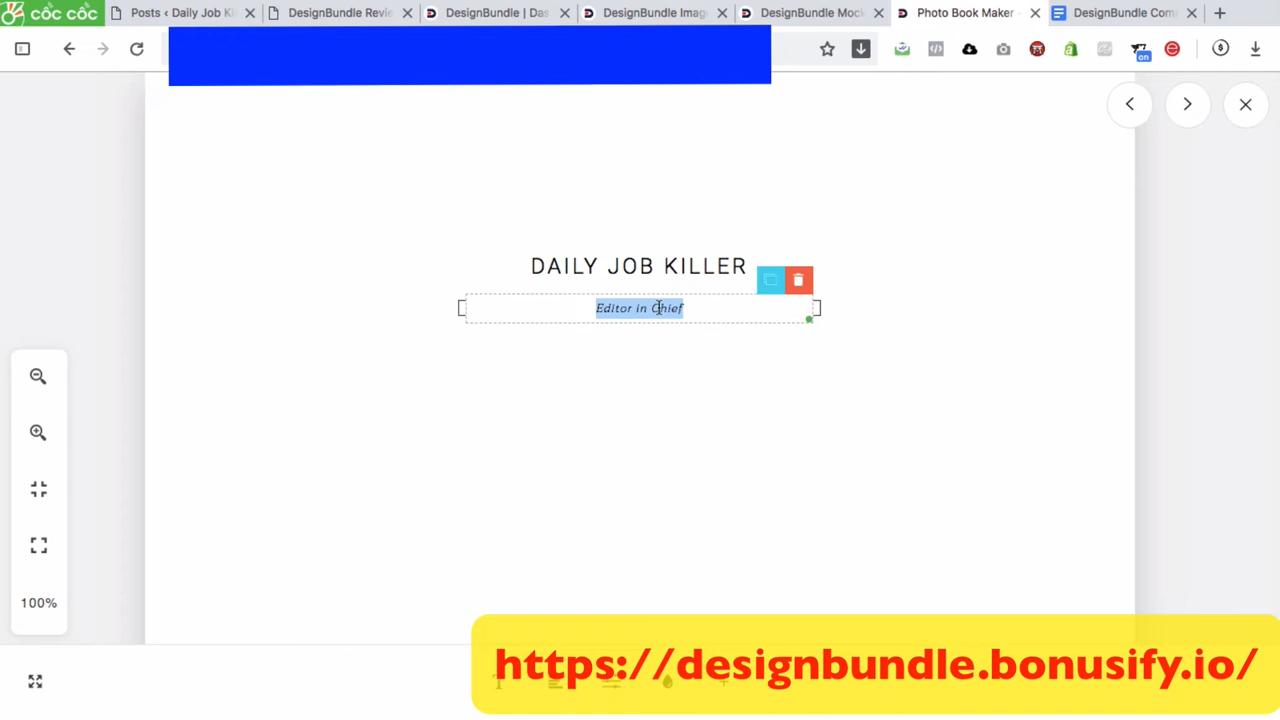 cốc cốc
Posts ‹ Daily Job Ki
DesignBundle Revie
DesignBundle | Das
DesignBundle Imag
DesignBundle Mock
Photo Book Maker -
DesignBundle Com
on
DAILY JOB KILLER
Editor in Chief
100%
https://designbundle.bonusify.io/